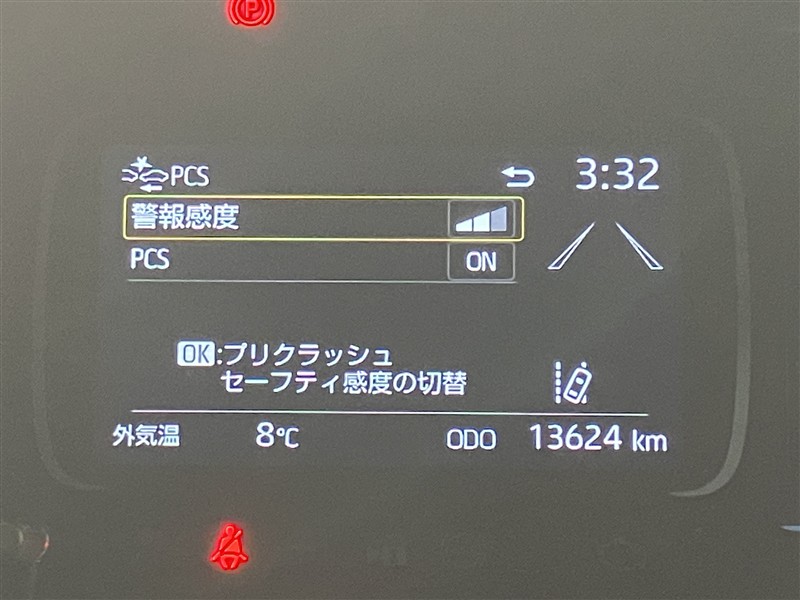 P
PCS 3:32
警報感度
PCS ON
OK:プリクラッシュ
セーフティ感度の切替
外気温 8℃ ODO 13624 km